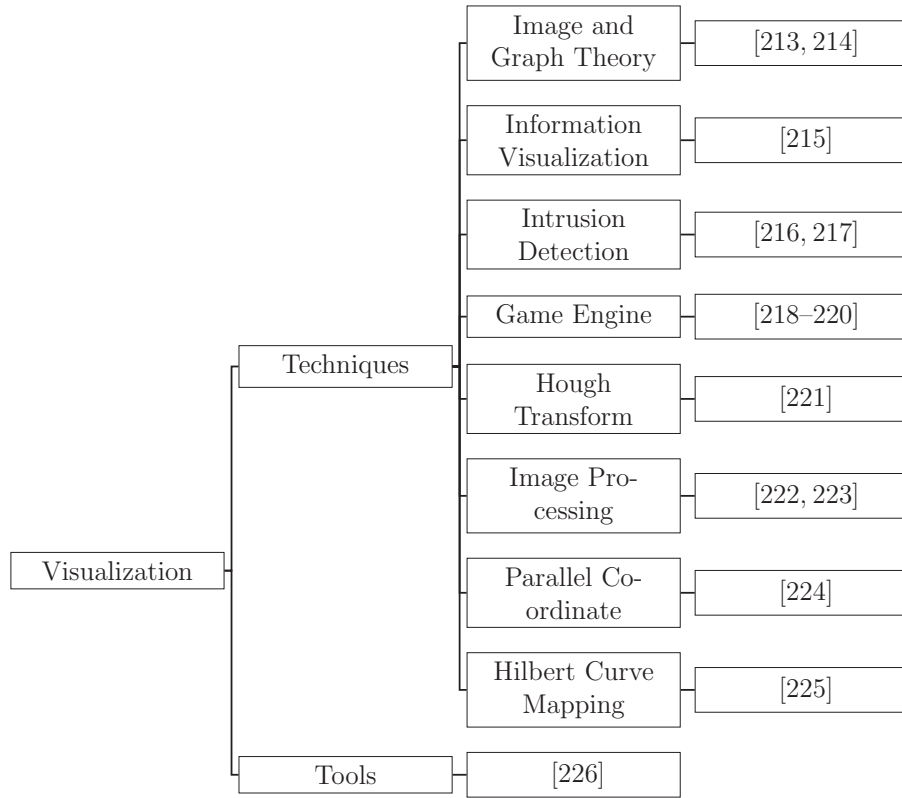 Image and
Graph Theory
[213, 214]
Information
Visualization
[215]
Intrusion
Detection
[216, 217]
Game Engine
[218–220]
Techniques
Hough
Transform
[221]
Image Pro-
cessing
[222, 223]
Visualization
Parallel Co-
ordinate
[224]
Hilbert Curve
Mapping
[225]
Tools
[226]